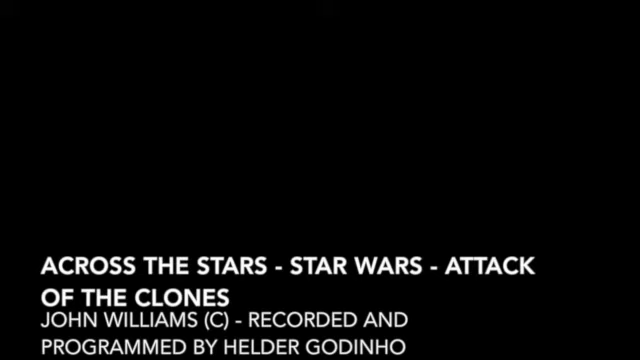 ACROSS THE STARS - STAR WARS - ATTACK
OF THE CLONES
JOHN WILLIAMS (C) - RECORDED AND
PROGRAMMED BY HELDER GODINHO